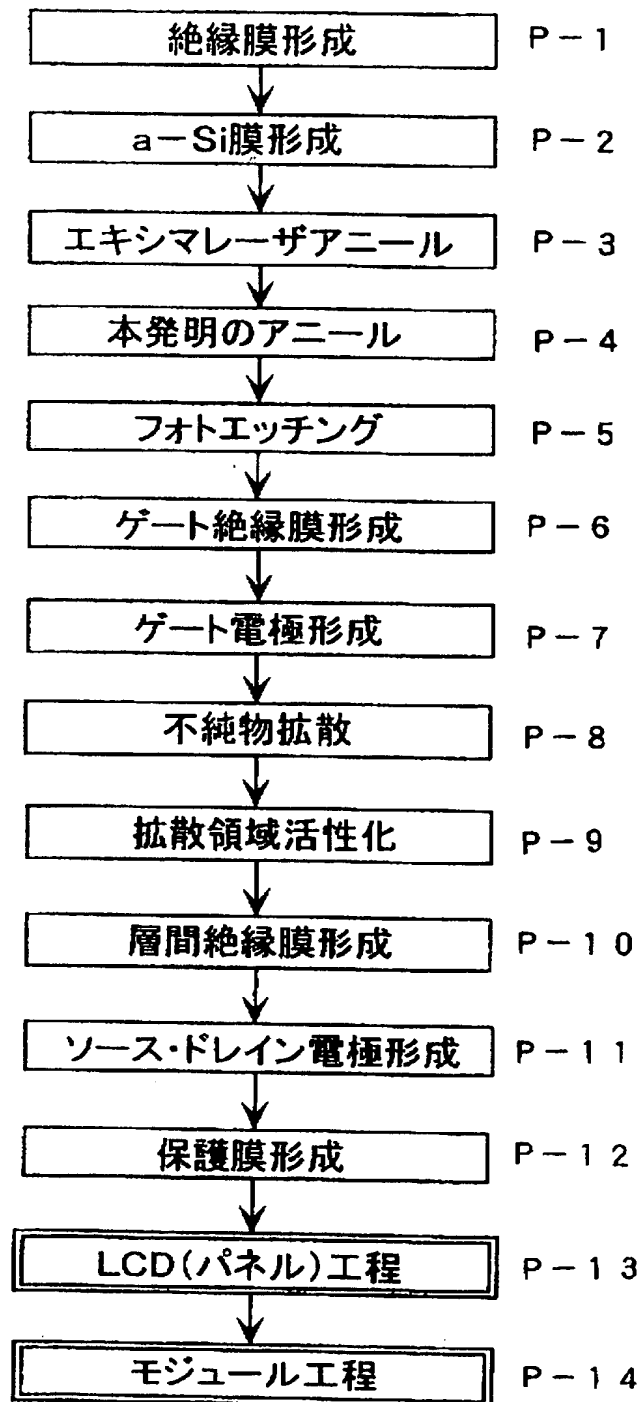 絶縁膜形成 P-1
a-Si膜形成 P-2
エキシマレーザアニール P-3
本発明のアニール P-4
フォトエッチング P-5
ゲート絶縁膜形成 P-6
ゲート電極形成 P-7
不純物拡散 P-8
拡散領域活性化 P-9
層間絶縁膜形成 P-10
ソース・ドレイン電極形成 P-11
保護膜形成 P-12
LCD(パネル)工程 P-13
モジュール工程 P-14